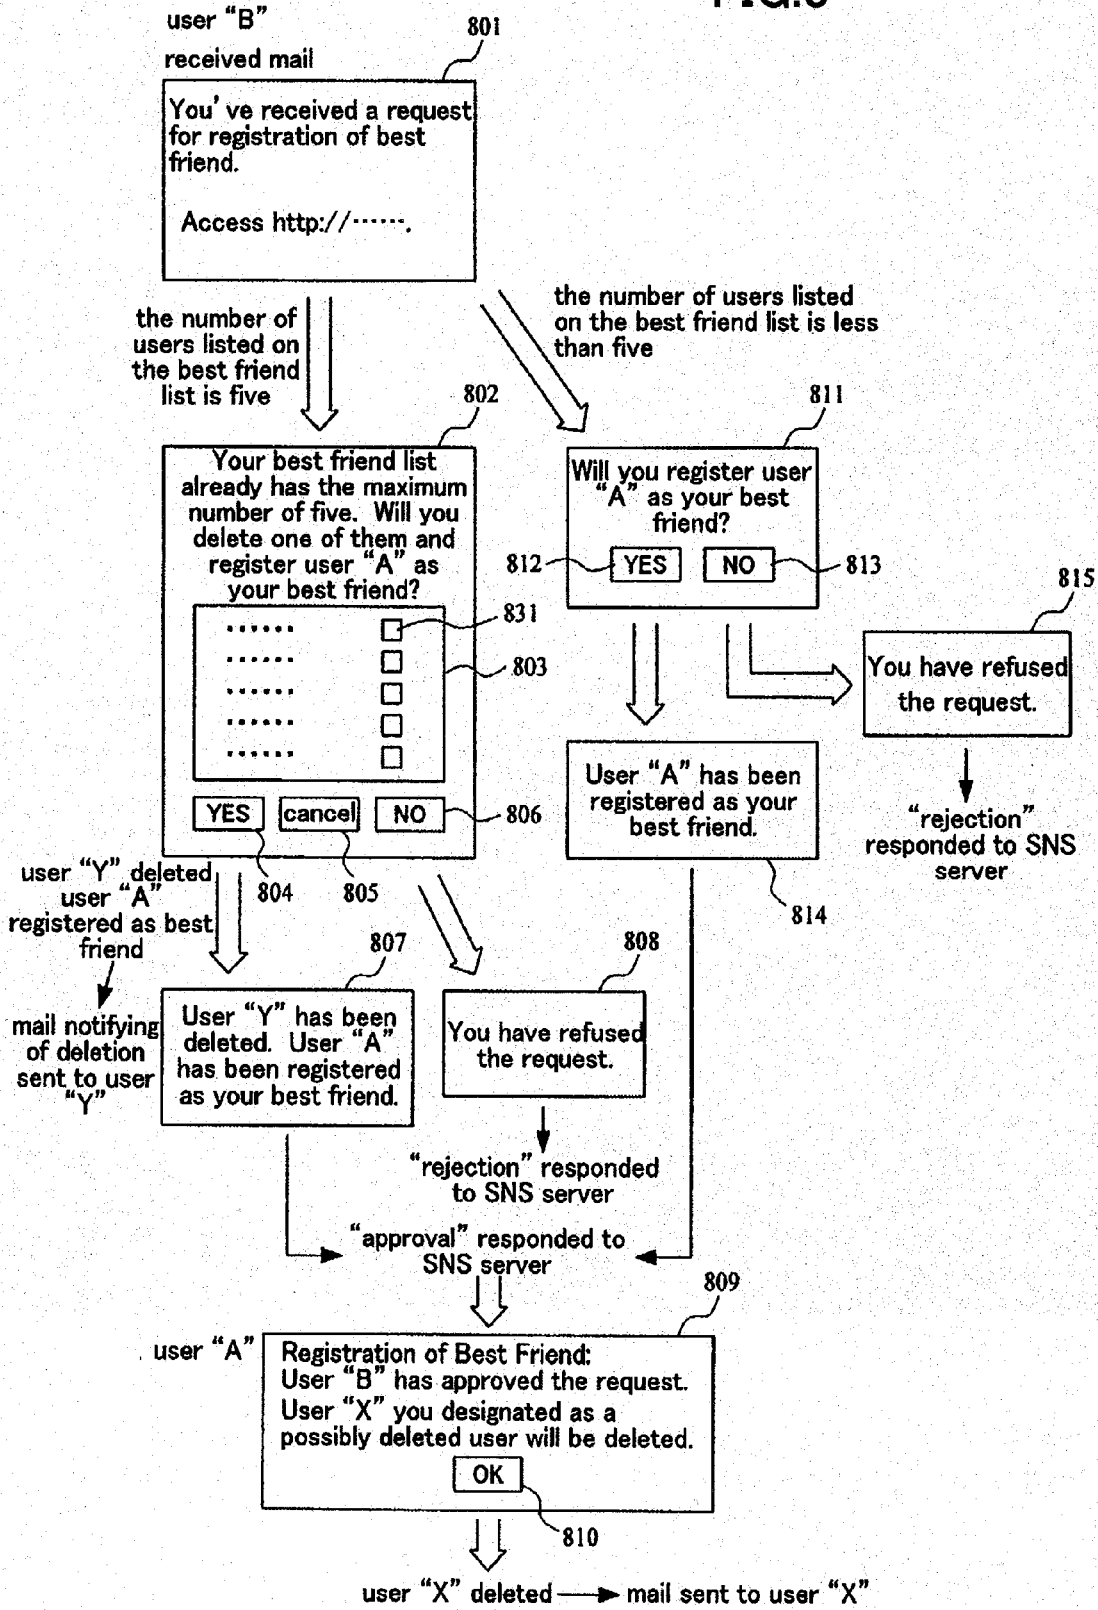 user “B”
801
received mail
You've received a request
for registration of best
friend.
Access http://······.
the number of
users listed on
the best friend
list is five
the number of users listed
on the best friend list is less
than five
802
Your best friend list
already has the maximum
number of five. Will you
delete one of them and
register user “A” as
your best friend?
······
······
······
······
······
831
803
YES
cancel
NO
806
804
805
811
Will you register user
“A” as your best
friend?
812
YES
NO
813
815
You have refused
the request.
“rejection”
responded to SNS
server
User “A” has been
registered as your
best friend.
814
user “Y” deleted
user “A”
registered as best
friend
mail notifying
of deletion
sent to user
“Y”
807
User “Y” has been
deleted. User “A”
has been registered
as your best friend.
808
You have refused
the request.
“rejection” responded
to SNS server
“approval” responded to
SNS server
809
user “A”
Registration of Best Friend:
User “B” has approved the request.
User “X” you designated as a
possibly deleted user will be deleted.
OK
810
user “X” deleted
mail sent to user “X”